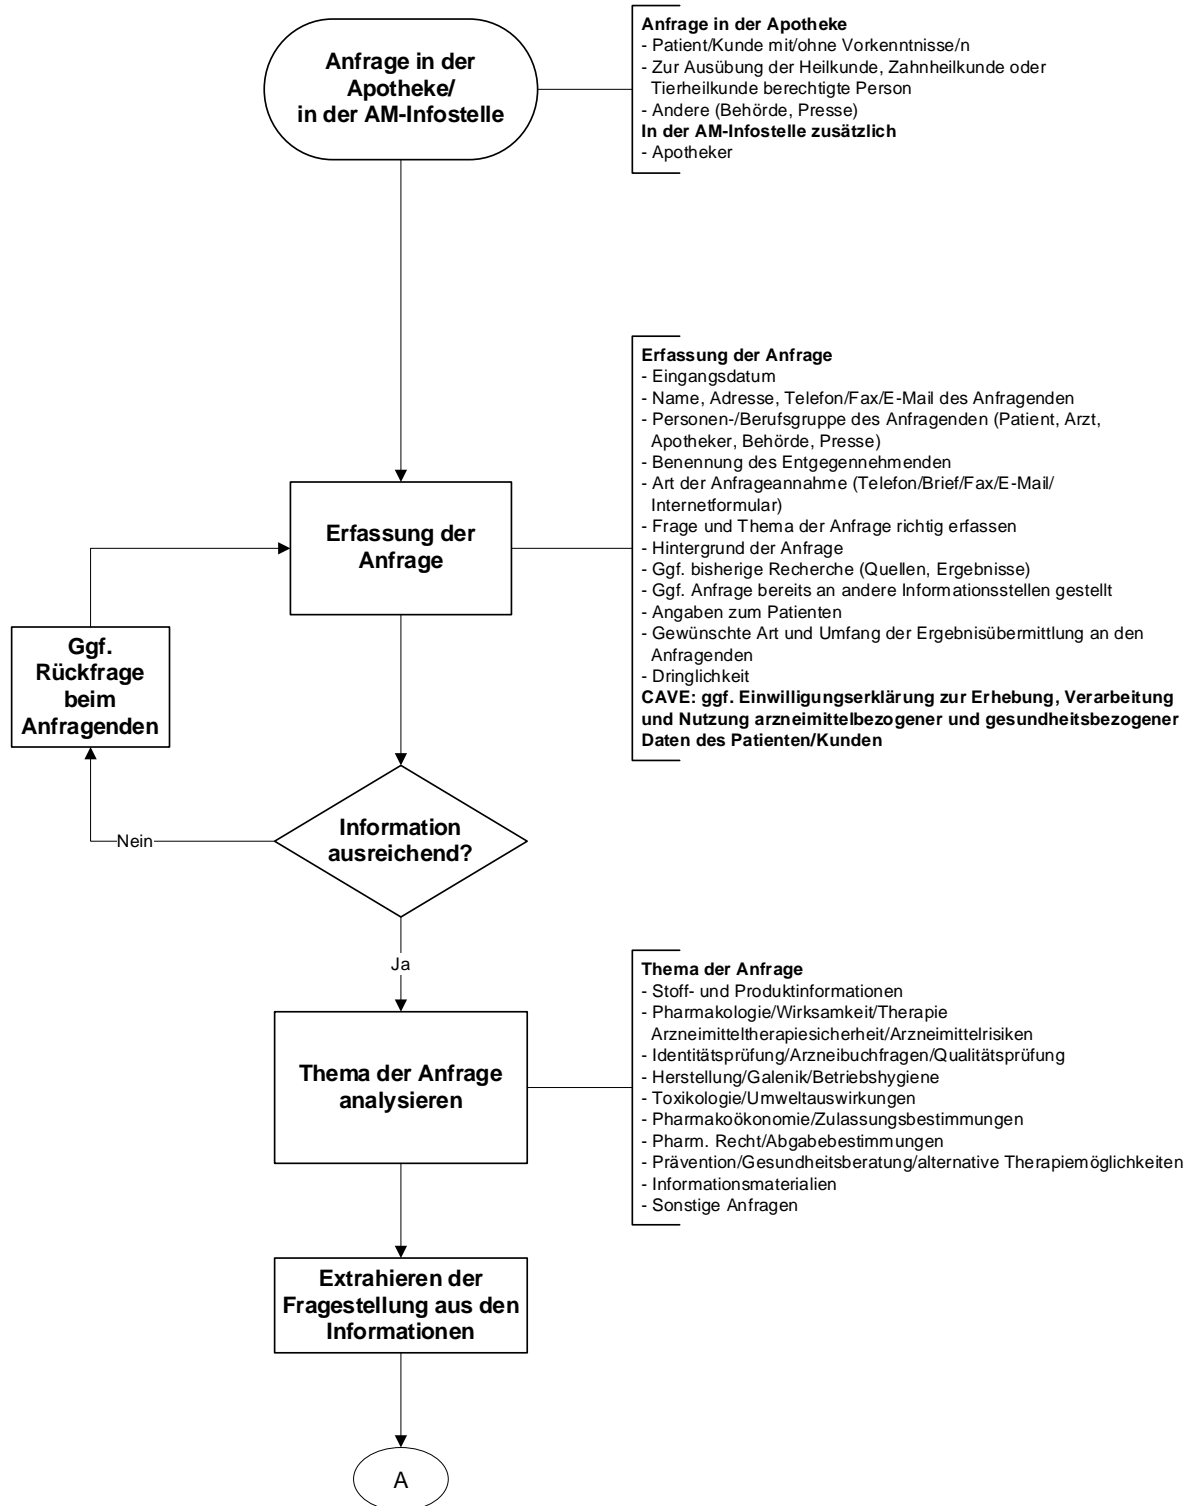 Anfrage in der
Apotheke/
in der AM-Infostelle
Anfrage in der Apotheke
- Patient/Kunde mit/ohne Vorkenntnisse/n
- Zur Ausübung der Heilkunde, Zahnheilkunde oder
Tierheilkunde berechtigte Person
- Andere (Behörde, Presse)
In der AM-Infostelle zusätzlich
- Apotheker
Erfassung der
Anfrage
Erfassung der Anfrage
- Eingangsdatum
- Name, Adresse, Telefon/Fax/E-Mail des Anfragenden
- Personen-/Berufsgruppe des Anfragenden (Patient, Arzt,
Apotheker, Behörde, Presse)
- Benennung des Entgegennehmenden
- Art der Anfrageannahme (Telefon/Brief/Fax/E-Mail/
Internetformular)
- Frage und Thema der Anfrage richtig erfassen
- Hintergrund der Anfrage
- Ggf. bisherige Recherche (Quellen, Ergebnisse)
- Ggf. Anfrage bereits an andere Informationsstellen gestellt
- Angaben zum Patienten
- Gewünschte Art und Umfang der Ergebnisübermittlung an den
Anfragenden
- Dringlichkeit
CAVE: ggf. Einwilligungserklärung zur Erhebung, Verarbeitung
und Nutzung arzneimittelbezogener und gesundheitsbezogener
Daten des Patienten/Kunden
Ggf.
Rückfrage
beim
Anfragenden
Information
ausreichend?
Nein
Ja
Thema der Anfrage
analysieren
Thema der Anfrage
- Stoff- und Produktinformationen
- Pharmakologie/Wirksamkeit/Therapie
Arzneimitteltherapiesicherheit/Arzneimittelrisiken
- Identitätsprüfung/Arzneibuchfragen/Qualitätsprüfung
- Herstellung/Galenik/Betriebshygiene
- Toxikologie/Umweltauswirkungen
- Pharmakoökonomie/Zulassungsbestimmungen
- Pharm. Recht/Abgabebestimmungen
- Prävention/Gesundheitsberatung/alternative Therapiemöglichkeiten
- Informationsmaterialien
- Sonstige Anfragen
Extrahieren der
Fragestellung aus den
Informationen
A